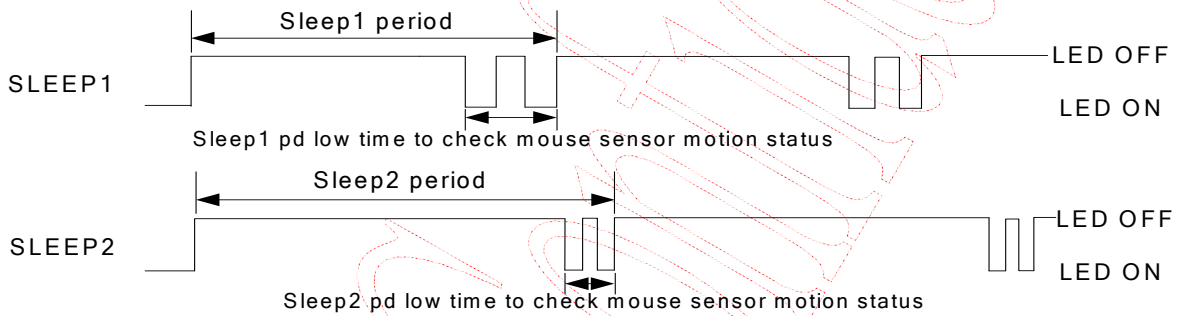 Sleep1 period
SLEEP1
LED OFF
LED ON
Sleep1 pd low time to check mouse sensor motion status
Sleep2 period
SLEEP2
LED OFF
LED ON
Sleep2 pd low time to check mouse sensor motion status